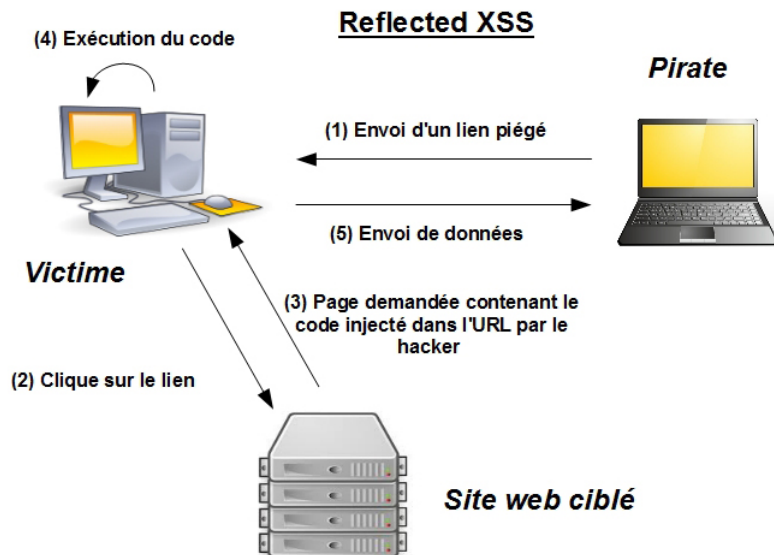 Reflected XSS
(4) Exécution du code
Pirate
(1) Envoi d'un lien piégé
(5) Envoi de données
Victime
(3) Page demandée contenant le
code injecté dans l'URL par le
hacker
(2) Clique sur le lien
Site web ciblé